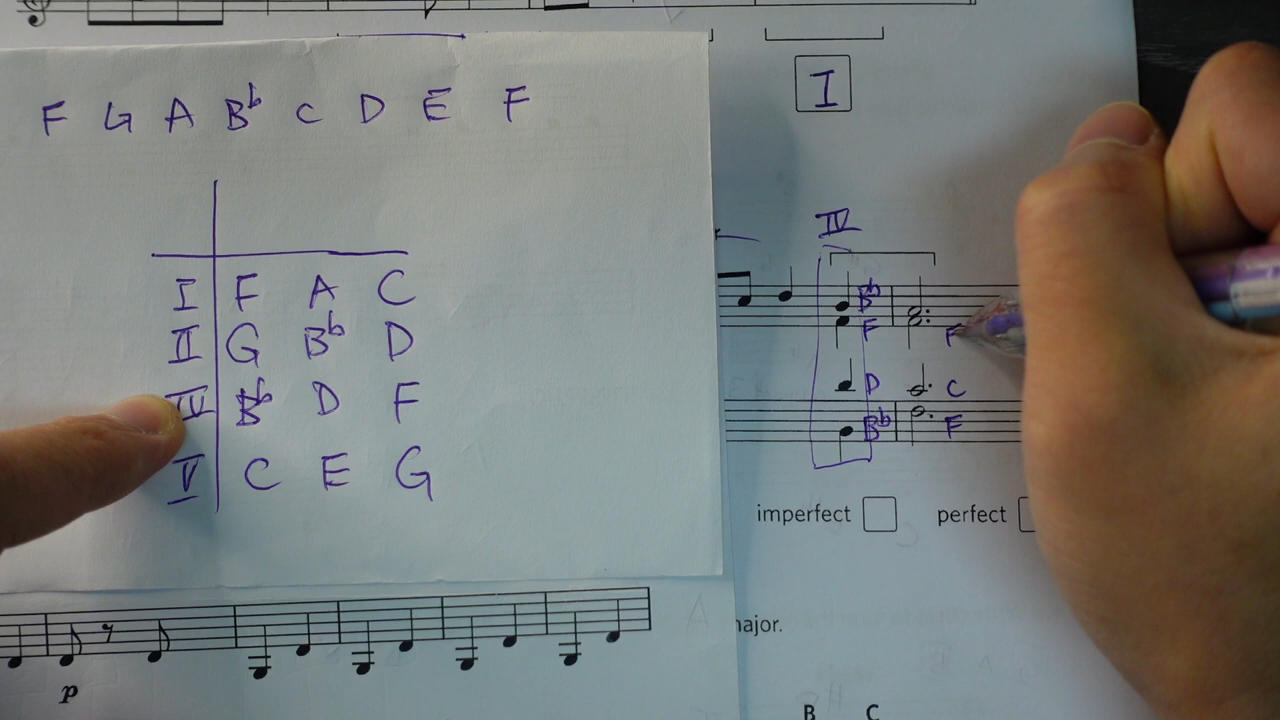 F G A B♭ C D E F
I
IV
I F A C
II G B♭ D
IV B♭ D F
V C E G
B♭
F F
D C
B♭ F
imperfect perfect
major.
p
B C